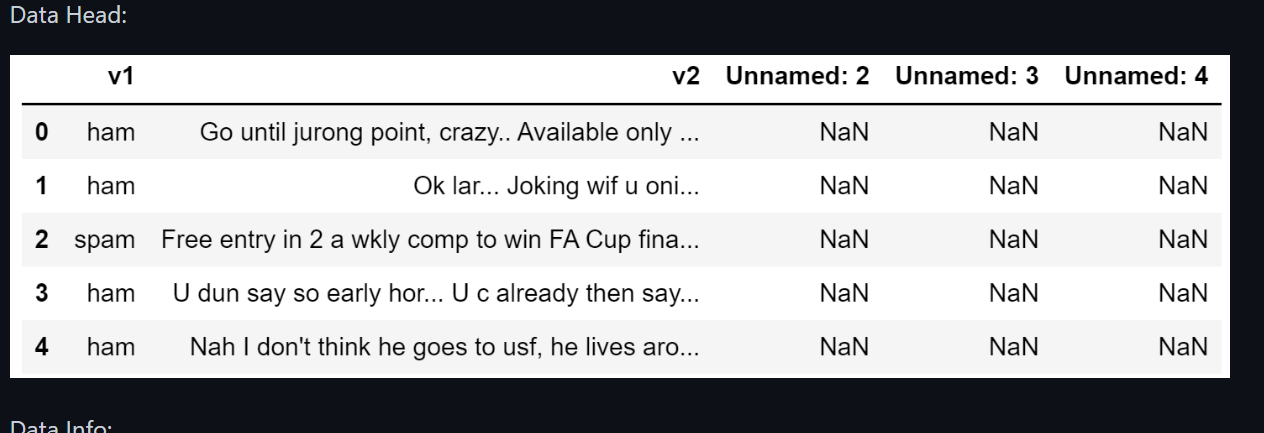 Data Head:
v1 v2 Unnamed: 2 Unnamed: 3 Unnamed: 4
0 ham Go until jurong point, crazy.. Available only ... NaN NaN NaN
1 ham Ok lar... Joking wif u oni... NaN NaN NaN
2 spam Free entry in 2 a wkly comp to win FA Cup fina... NaN NaN NaN
3 ham U dun say so early hor... U c already then say... NaN NaN NaN
4 ham Nah I don't think he goes to usf, he lives aro... NaN NaN NaN
Data Info: